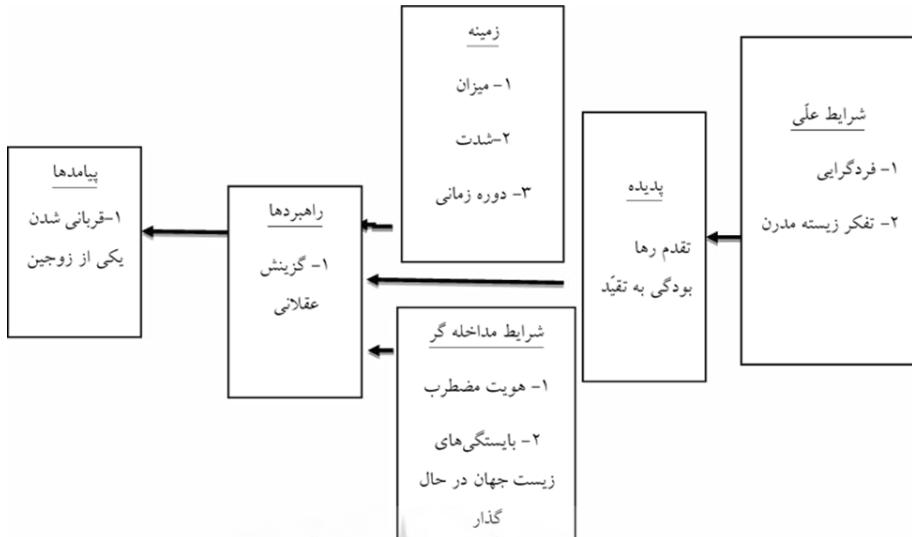 شرایط علّی
۱- فردگرایی
۲- تفکر زیسته مدرن
پدیده
تقدم رها
بودگی به تقیّد
زمینه
۱- میزان
۲-شدت
۳- دوره زمانی
شرایط مداخله گر
۱- هویت مضطرب
۲- بایستگی‌های
زیست جهان در حال
گذار
راهبردها
۱- گزینش
عقلانی
پیامدها
۱-قربانی شدن
یکی از زوجین